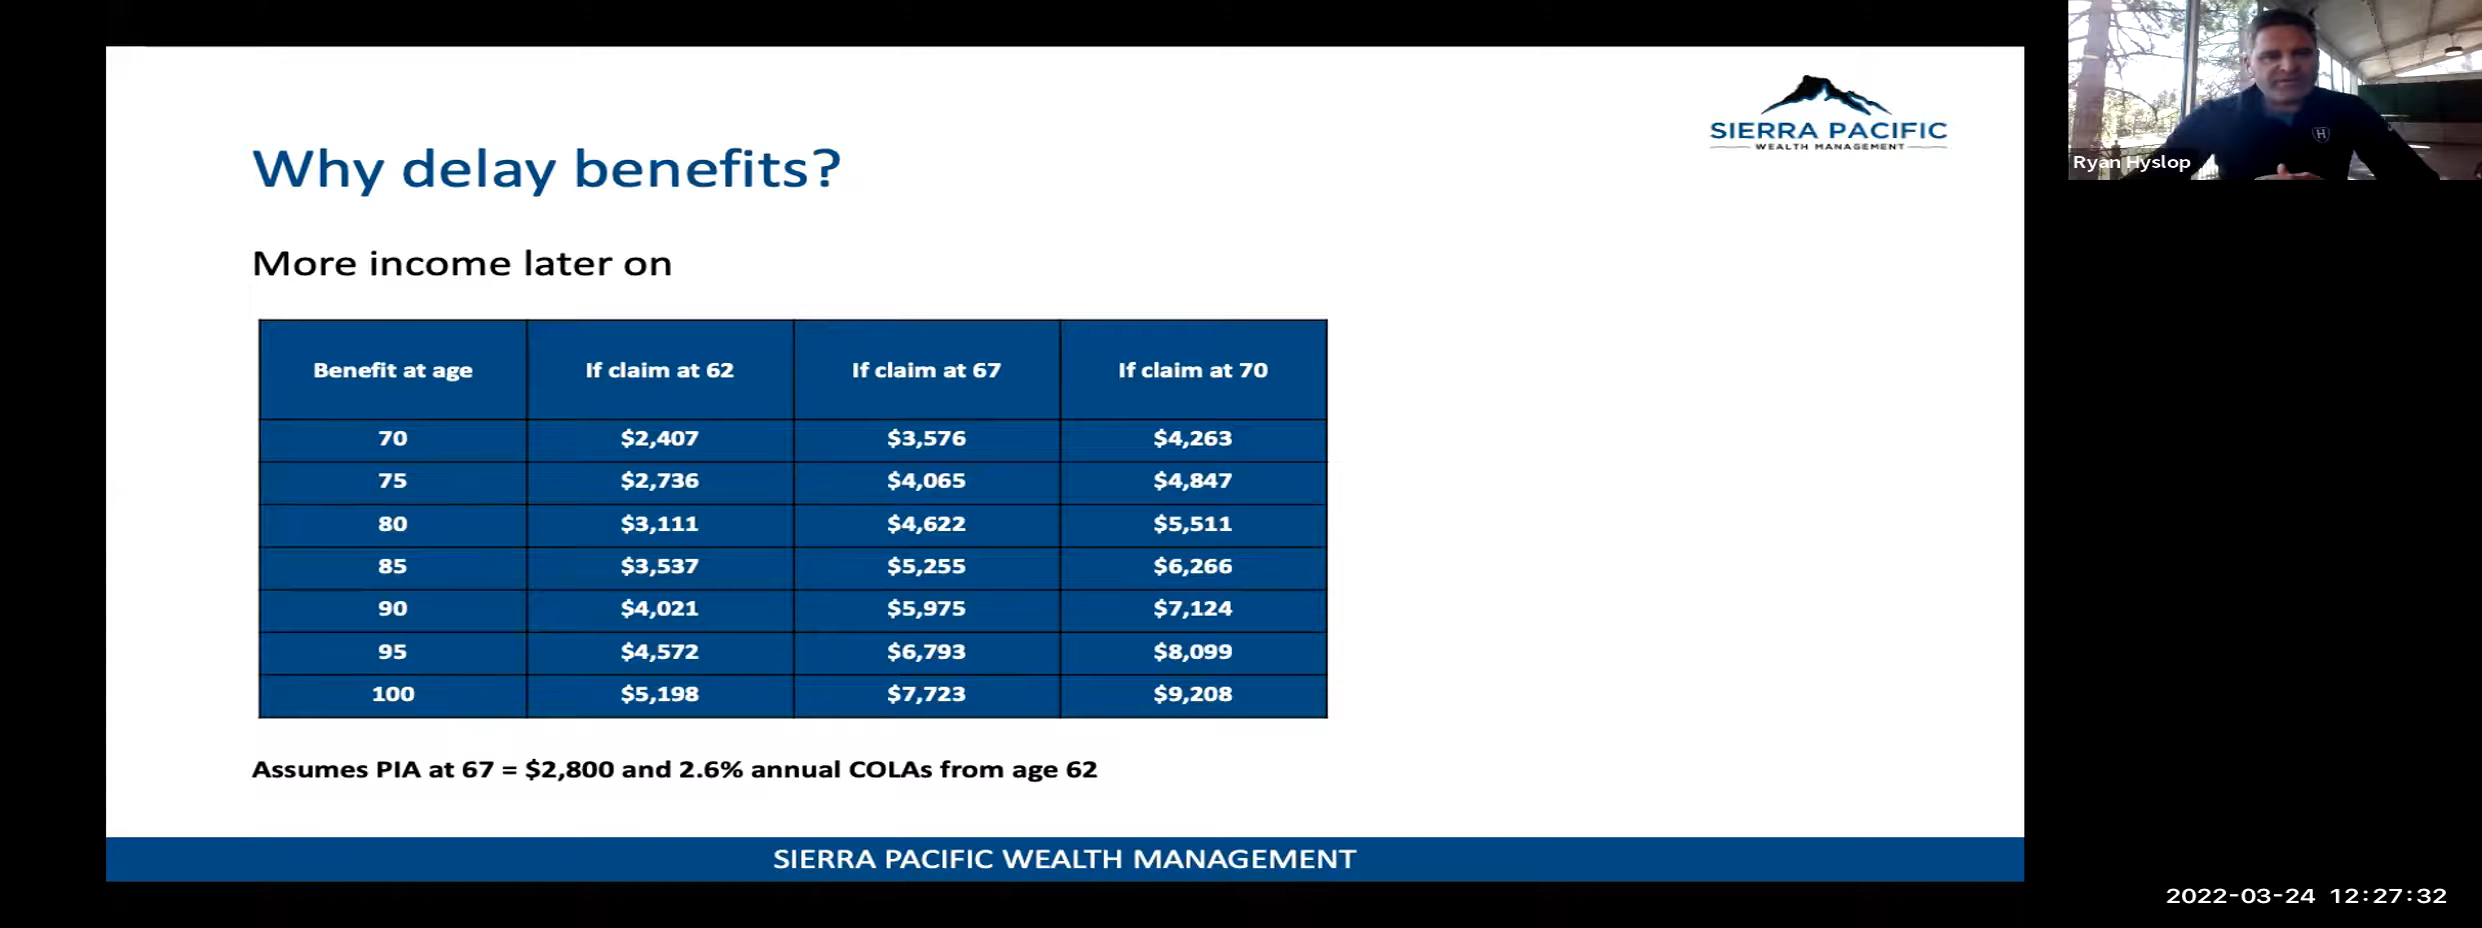 SIERRA PACIFIC
WEALTH MANAGEMENT
Ryan Hyslop
Why delay benefits?
More income later on
Benefit at age If claim at 62 If claim at 67 If claim at 70
70 $2,407 $3,576 $4,263
75 $2,736 $4,065 $4,847
80 $3,111 $4,622 $5,511
85 $3,537 $5,255 $6,266
90 $4,021 $5,975 $7,124
95 $4,572 $6,793 $8,099
100 $5,198 $7,723 $9,208
Assumes PIA at 67 = $2,800 and 2.6% annual COLAs from age 62
SIERRA PACIFIC WEALTH MANAGEMENT
2022-03-24 12:27:32
H